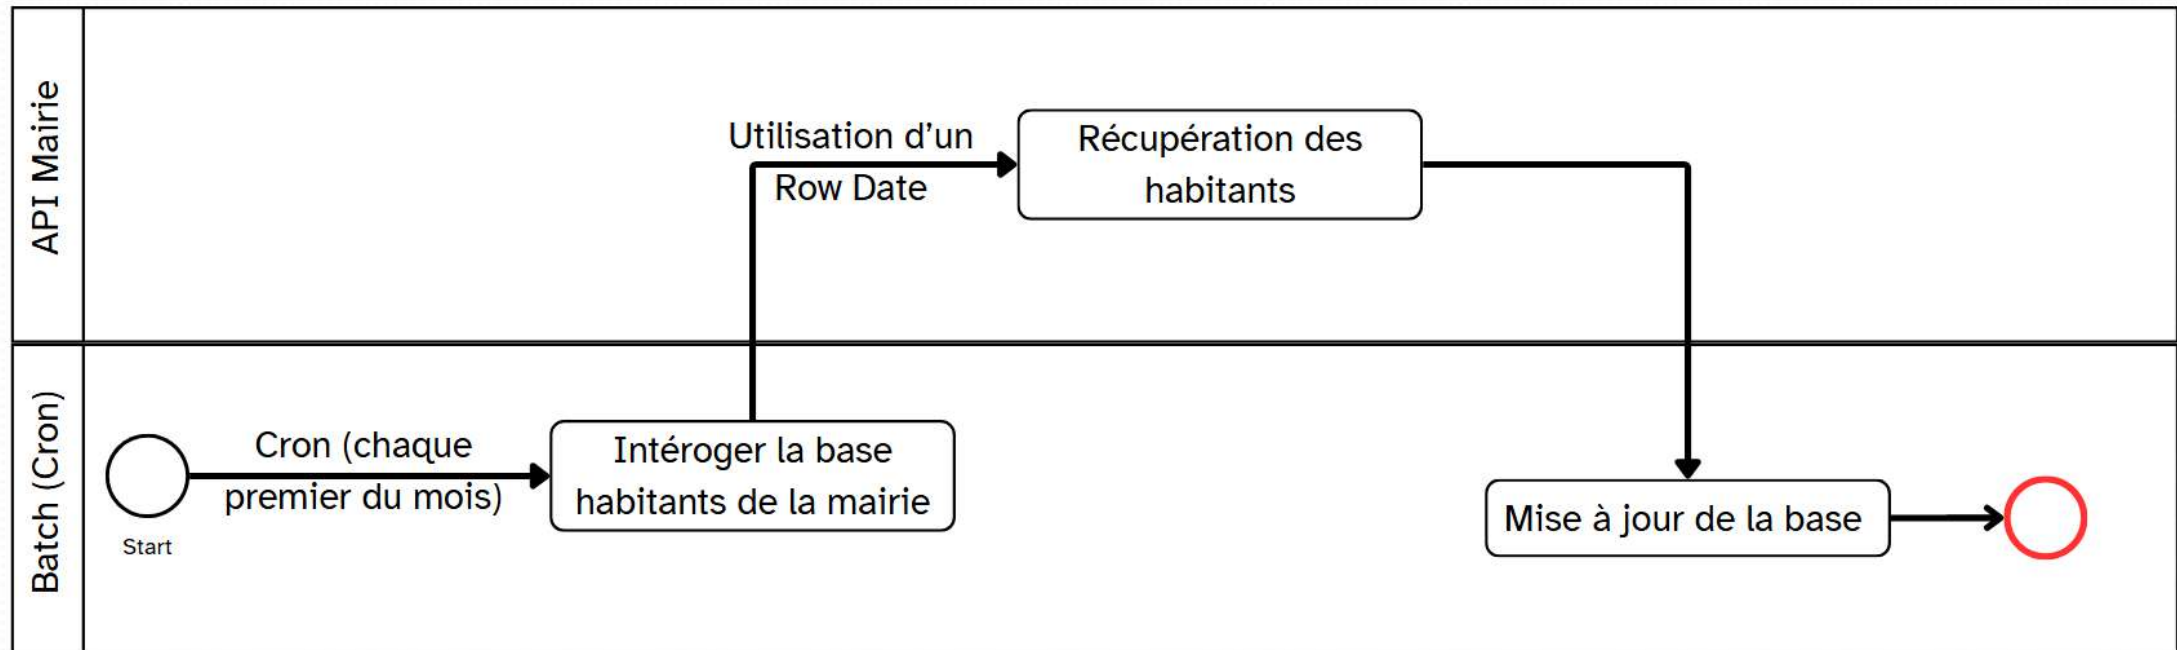 API Mairie
Utilisation d’un
Row Date
Récupération des
habitants
Batch (Cron)
Start
Cron (chaque
premier du mois)
Intéroger la base
habitants de la mairie
Mise à jour de la base